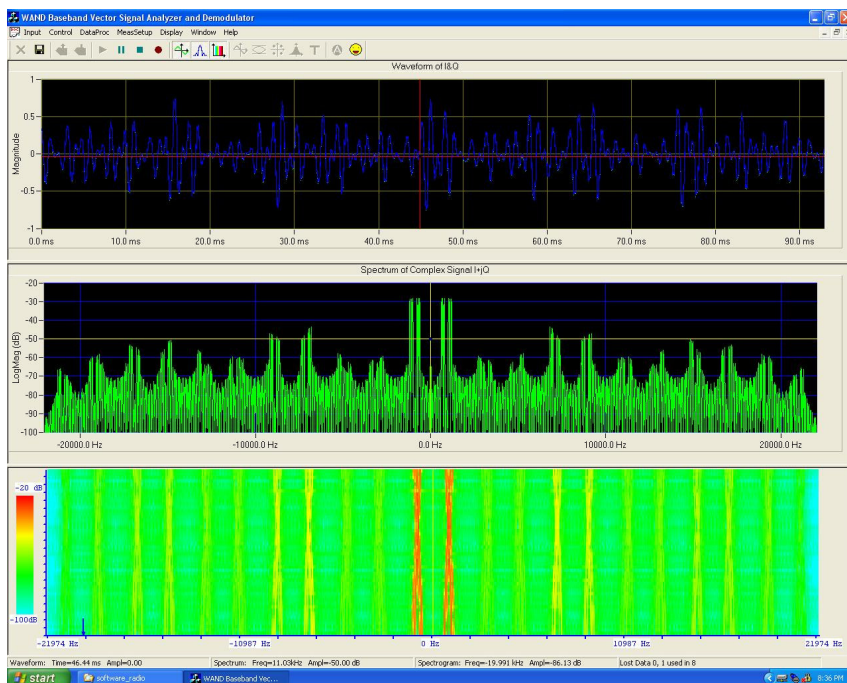 WAND Baseband Vector Signal Analyzer and Demodulator
Input Control DataProc MeasSetup Display Window Help
Waveform of I&Q
Magnitude
1
0.5
0
-0.5
-1
0.0 ms 10.0 ms 20.0 ms 30.0 ms 40.0 ms 50.0 ms 60.0 ms 70.0 ms 80.0 ms 90.0 ms
Spectrum of Complex Signal I+jQ
LogMag (dB)
-20
-30
-40
-50
-60
-70
-80
-90
-100
-20000.0 Hz -10000.0 Hz 0.0 Hz 10000.0 Hz 20000.0 Hz
-20 dB
-100dB
-21974 Hz -10987 Hz 0 Hz 10987 Hz 21974 Hz
Waveform: Time=46.44 ms Ampl=0.00 Spectrum: Freq=11.03kHz Ampl=-50.00 dB Spectrogram: Freq=-19.991 kHz Ampl=-86.13 dB Lost Data 0, 1 used in 8
start software_radio WAND Baseband Vec... 8:36 PM